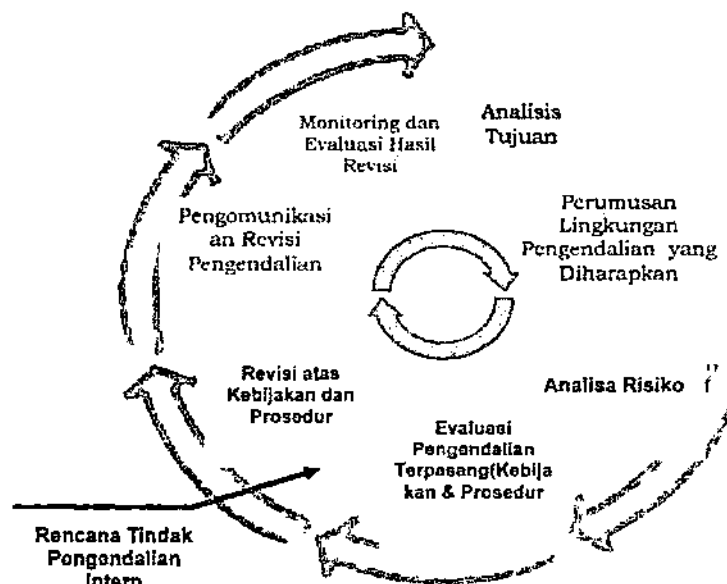 Monitoring dan
Evaluasi Hasil
Revisi
Analisis
Tujuan
Pengomunikasi
an Revisi
Pengendalian
Perumusan
Lingkungan
Pengendalian yang
Diharapkan
Revisi atas
Kebijakan dan
Prosedur
Analisa Risiko
Evaluasi
Pengendalian
Terpasang(Kebija
kan & Prosedur
Rencana Tindak
Pengendalian
Intern